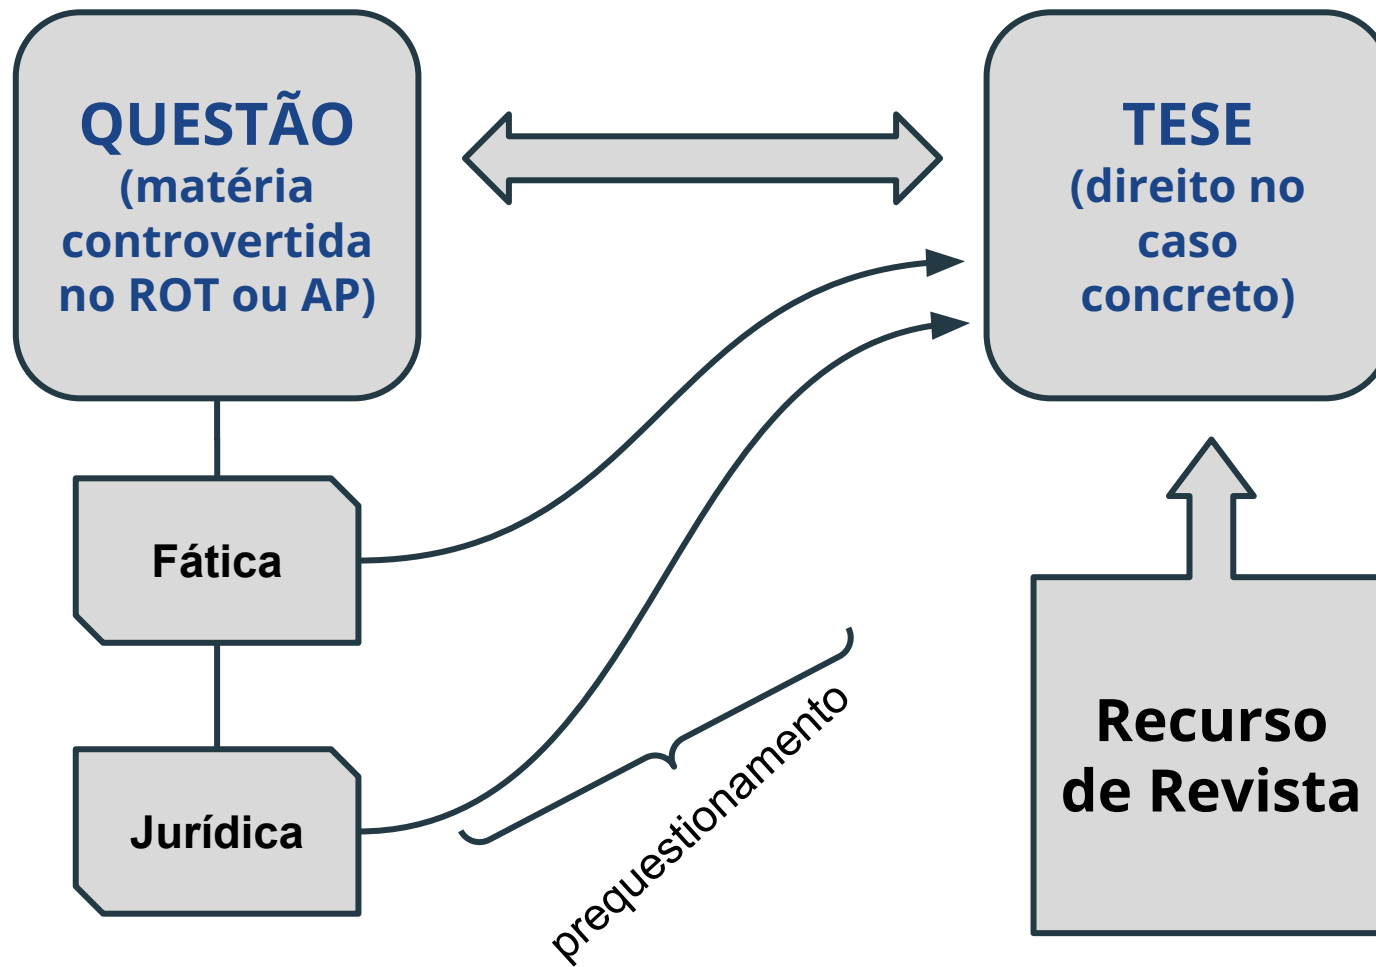 QUESTÃO
(matéria
controvertida
no ROT ou AP)
TESE
(direito no
caso
concreto)
Fática
Jurídica
prequestionamento
Recurso
de Revista